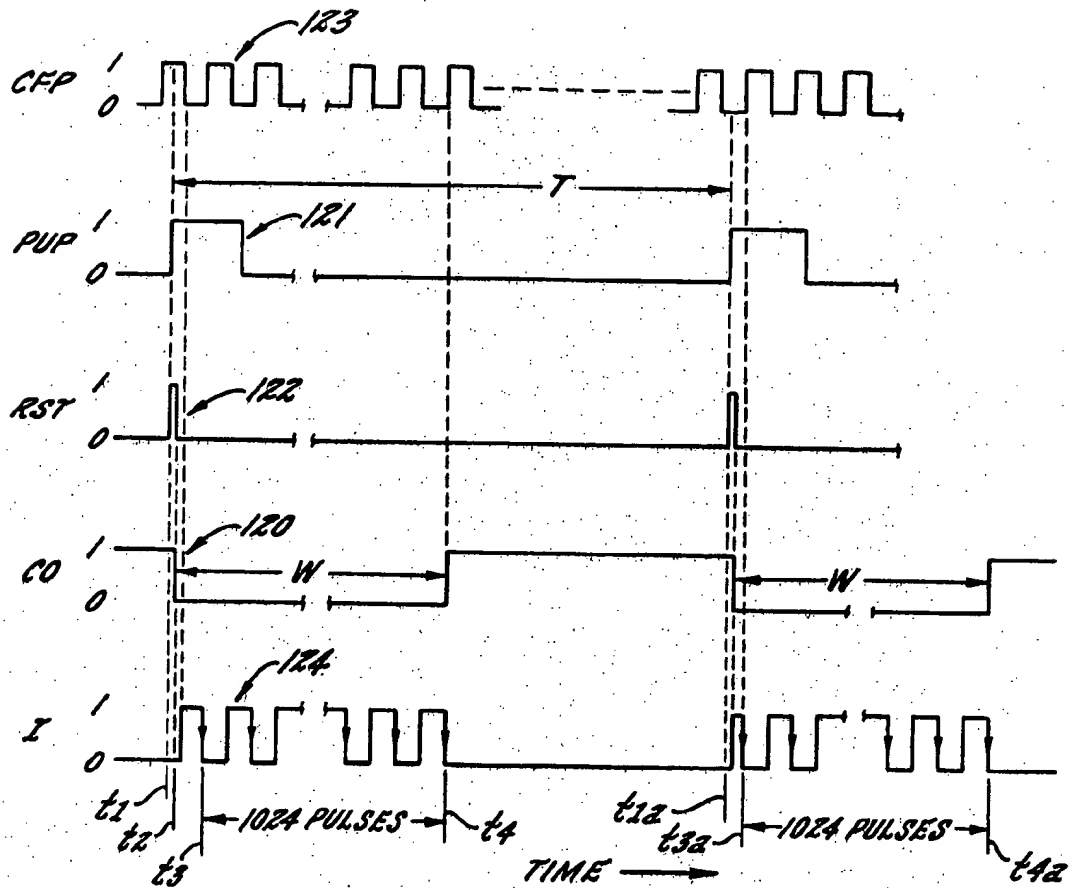 123
CFP 1
0
T
121
PUP 1
0
122
RST 1
0
120
CO 1
0
W
W
124
I 1
0
t1
t2
t3
1024 PULSES
t4
t1a
t3a
1024 PULSES
t4a
TIME